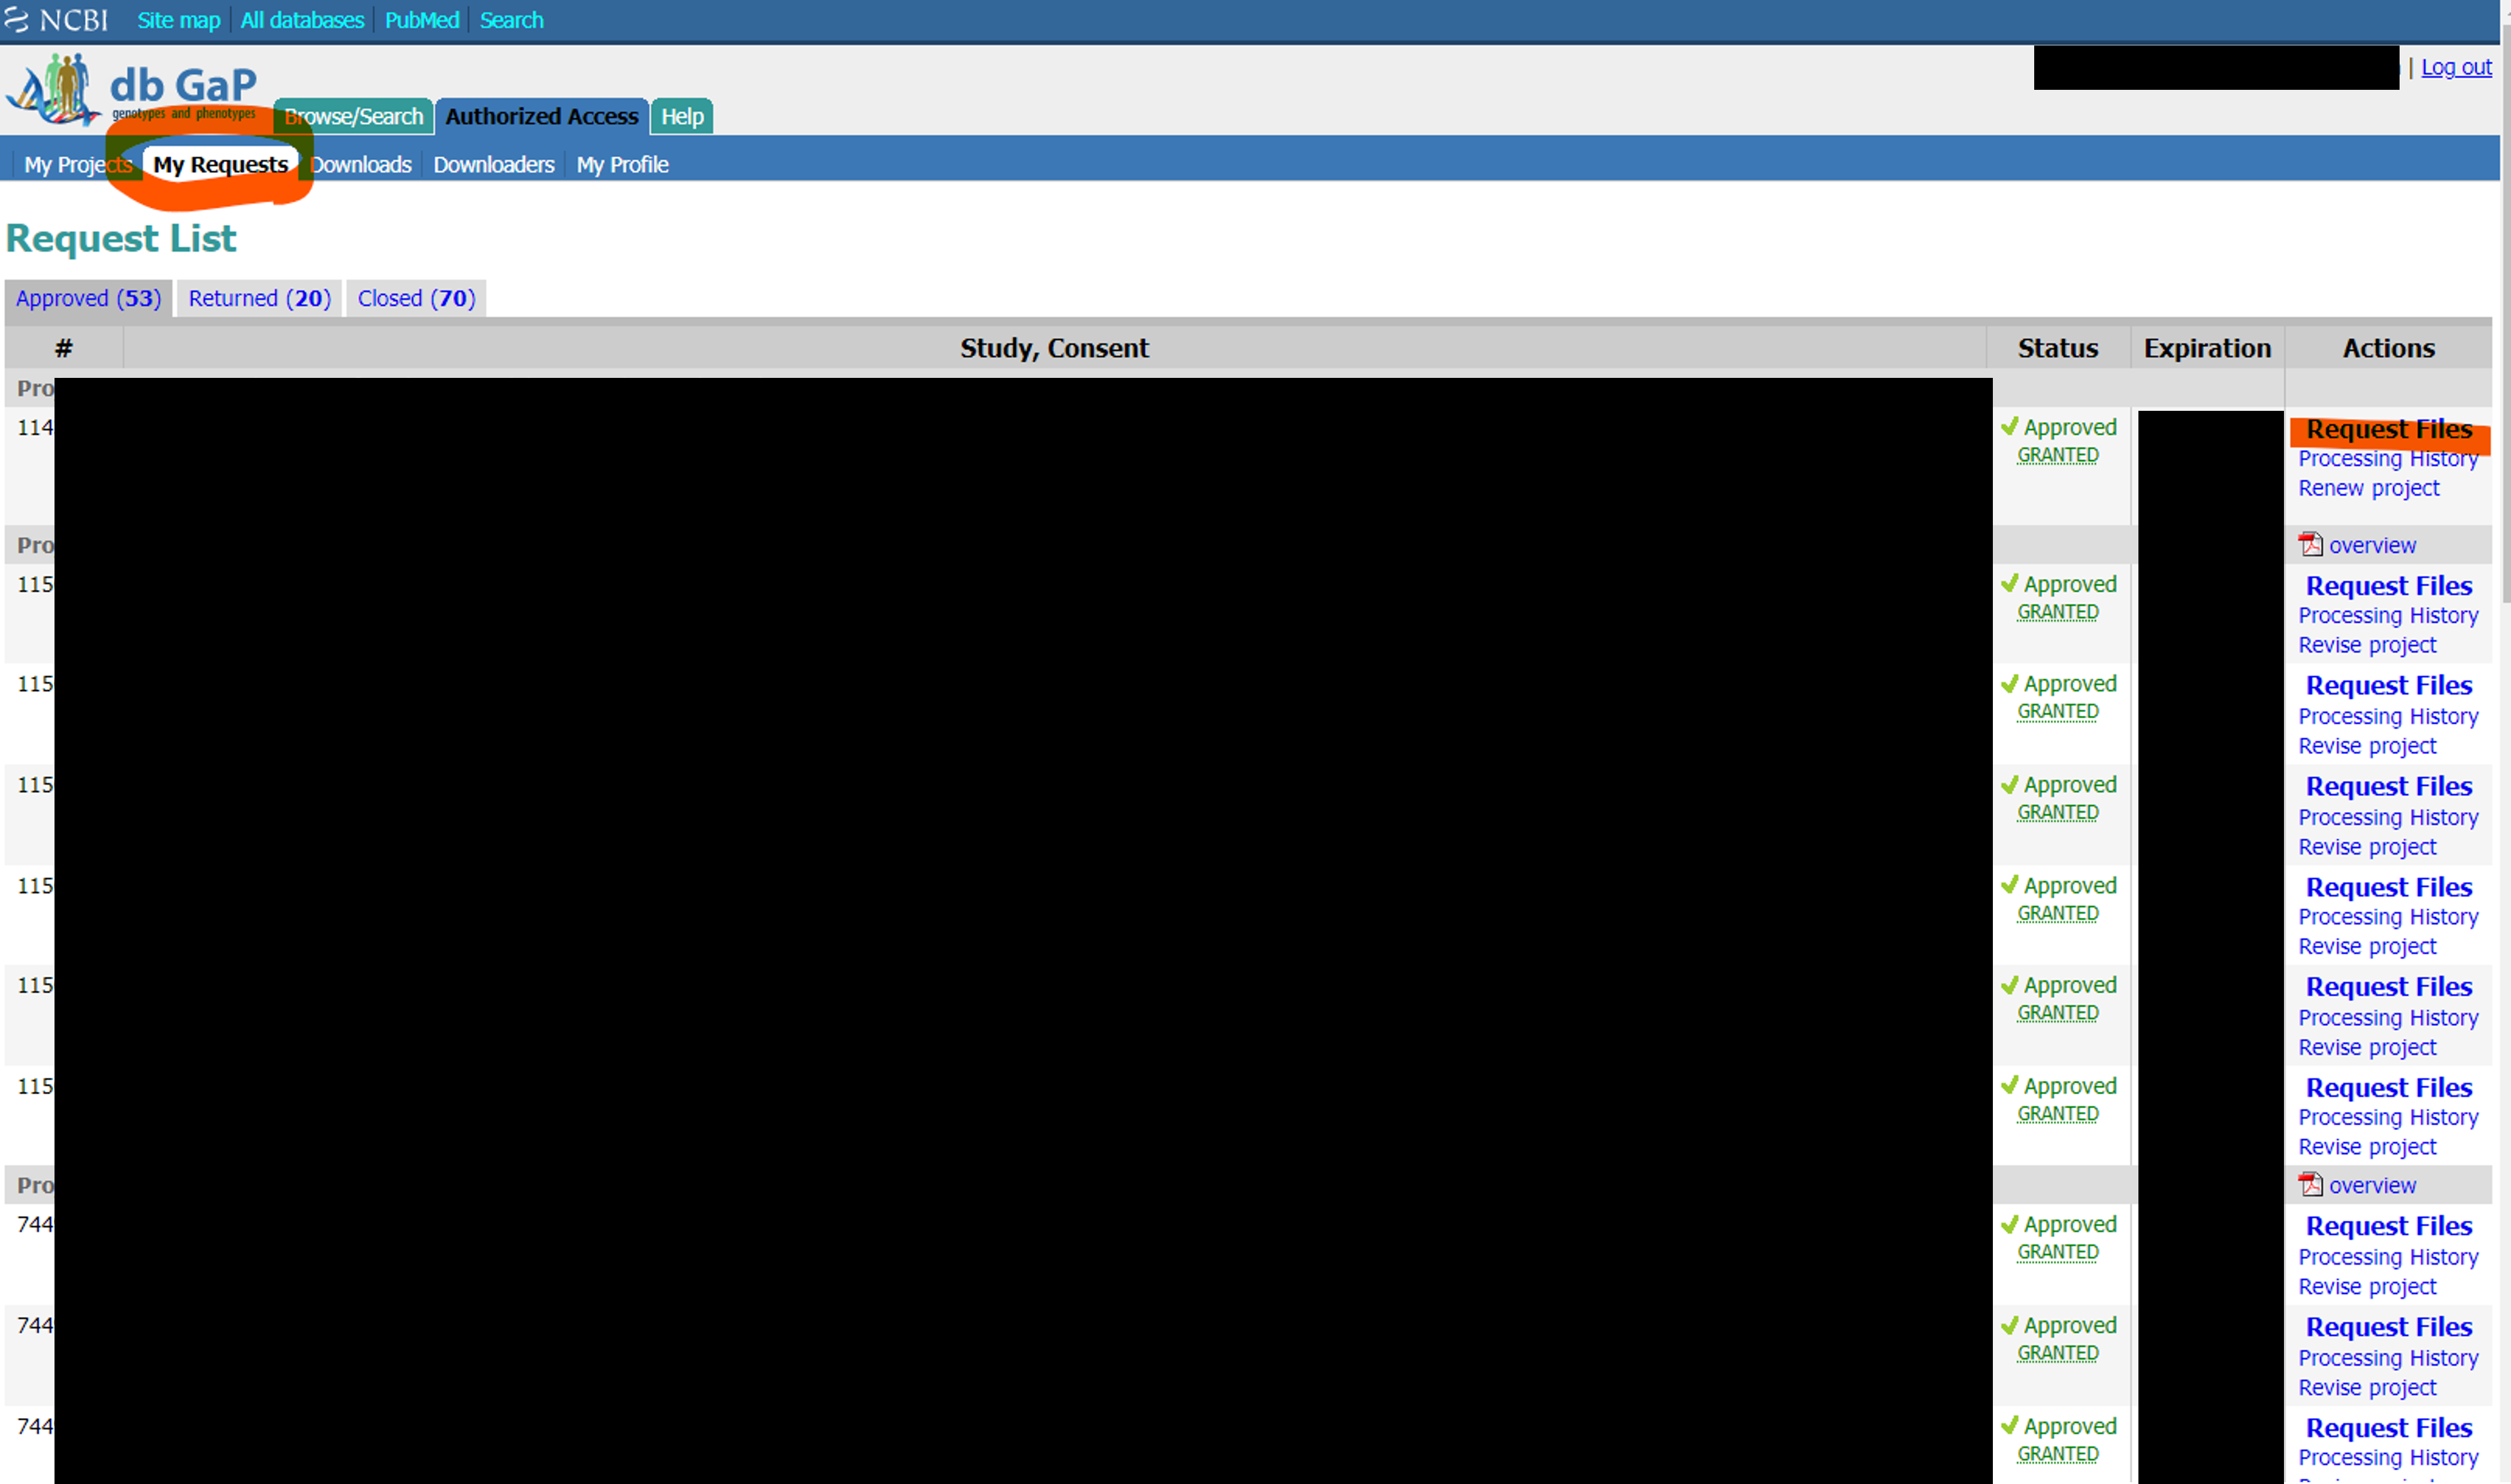 NCBI Site map All databases PubMed Search
db GaP
genotypes and phenotypes
Browse/Search Authorized Access Help
| Log out
My Projects My Requests Downloads Downloaders My Profile
Request List
Approved (53) Returned (20) Closed (70)
# Study, Consent Status Expiration Actions
Pro
114 Approved Request Files
GRANTED Processing History
Renew project
Pro overview
115 Approved Request Files
GRANTED Processing History
Revise project
115 Approved Request Files
GRANTED Processing History
Revise project
115 Approved Request Files
GRANTED Processing History
Revise project
115 Approved Request Files
GRANTED Processing History
Revise project
115 Approved Request Files
GRANTED Processing History
Revise project
115 Approved Request Files
GRANTED Processing History
Revise project
Pro overview
744 Approved Request Files
GRANTED Processing History
Revise project
744 Approved Request Files
GRANTED Processing History
Revise project
744 Approved Request Files
GRANTED Processing History